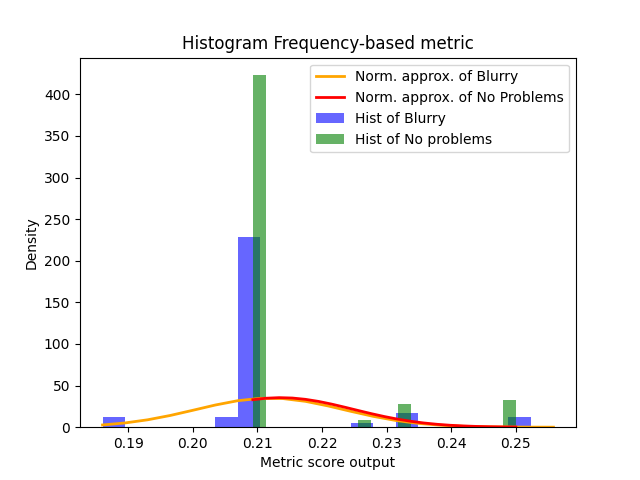 Histogram Frequency-based metric
Norm. approx. of Blurry
Norm. approx. of No Problems
Hist of Blurry
Hist of No problems
400
350
300
250
200
150
100
50
0
Density
0.19 0.20 0.21 0.22 0.23 0.24 0.25
Metric score output